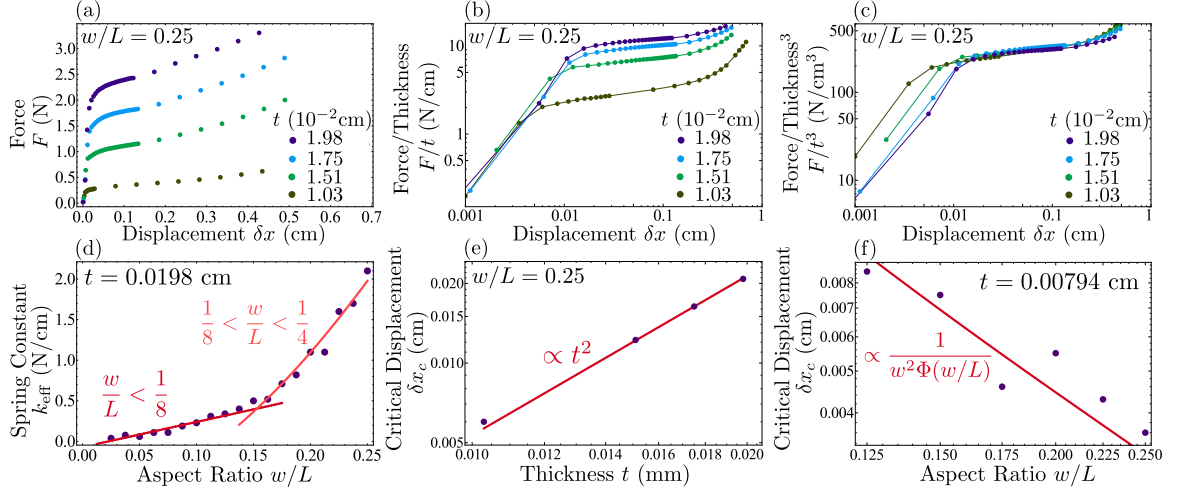 (a)
w/L = 0.25
Force
F (N)
3.0
2.5
2.0
1.5
1.0
0.5
0.0
t (10⁻²cm)
1.98
1.75
1.51
1.03
0.0 0.1 0.2 0.3 0.4 0.5 0.6 0.7
Displacement δx (cm)
(b)
w/L = 0.25
Force/Thickness
F/t (N/cm)
10
5
1
0.5
t (10⁻²cm)
1.98
1.75
1.51
1.03
0.001 0.01 0.1 1
Displacement δx (cm)
(c)
w/L = 0.25
Force/Thickness³
F/t³ (N/cm³)
500
100
50
10
t (10⁻²cm)
1.98
1.75
1.51
1.03
0.001 0.01 0.1 1
Displacement δx (cm)
(d)
t = 0.0198 cm
Spring Constant
k_eff (N/cm)
2.0
1.5
1.0
0.5
0.0
1/8 < w/L < 1/4
w/L < 1/8
0.00 0.05 0.10 0.15 0.20 0.25
Aspect Ratio w/L
(e)
w/L = 0.25
Critical Displacement
δx_c (cm)
0.020
0.015
0.010
0.005
∝ t²
0.010 0.012 0.014 0.016 0.018 0.020
Thickness t (mm)
(f)
t = 0.00794 cm
Critical Displacement
δx_c (cm)
0.008
0.006
0.005
0.004
∝ 1/w²Φ(w/L)
0.125 0.150 0.175 0.200 0.225 0.250
Aspect Ratio w/L